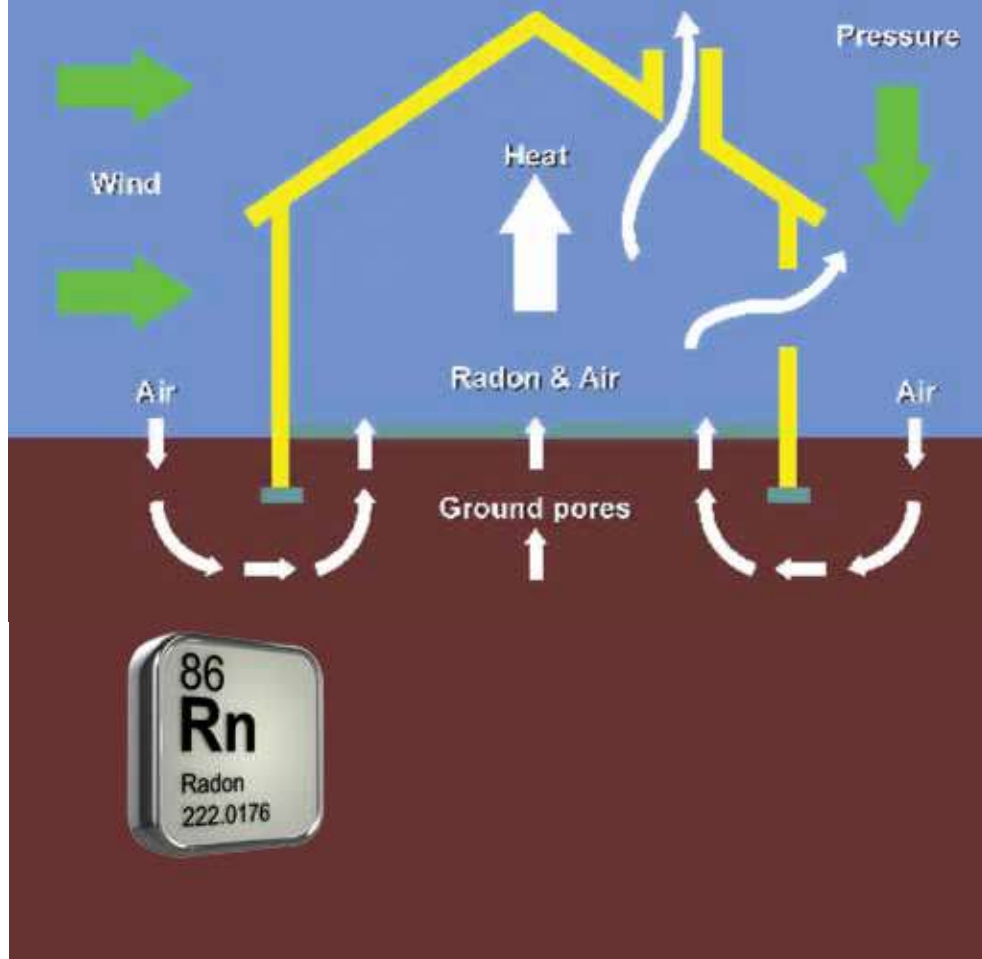 Pressure
Heat
Wind
Radon & Air
Air
Air
Ground pores
86
Rn
Radon
222.0176